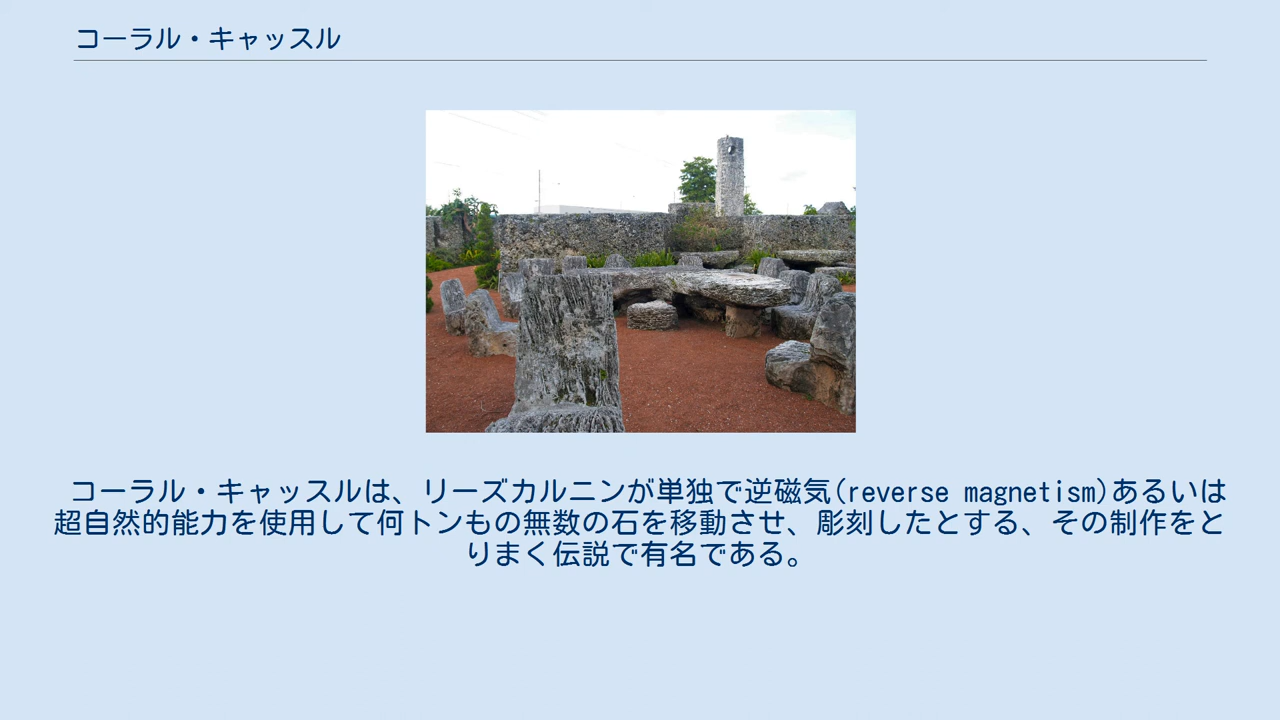 コーラル・キャッスル
コーラル・キャッスルは、リーズカルニンが単独で逆磁気(reverse magnetism)あるいは
超自然的能力を使用して何トンもの無数の石を移動させ、彫刻したとする、その制作をと
りまく伝説で有名である。